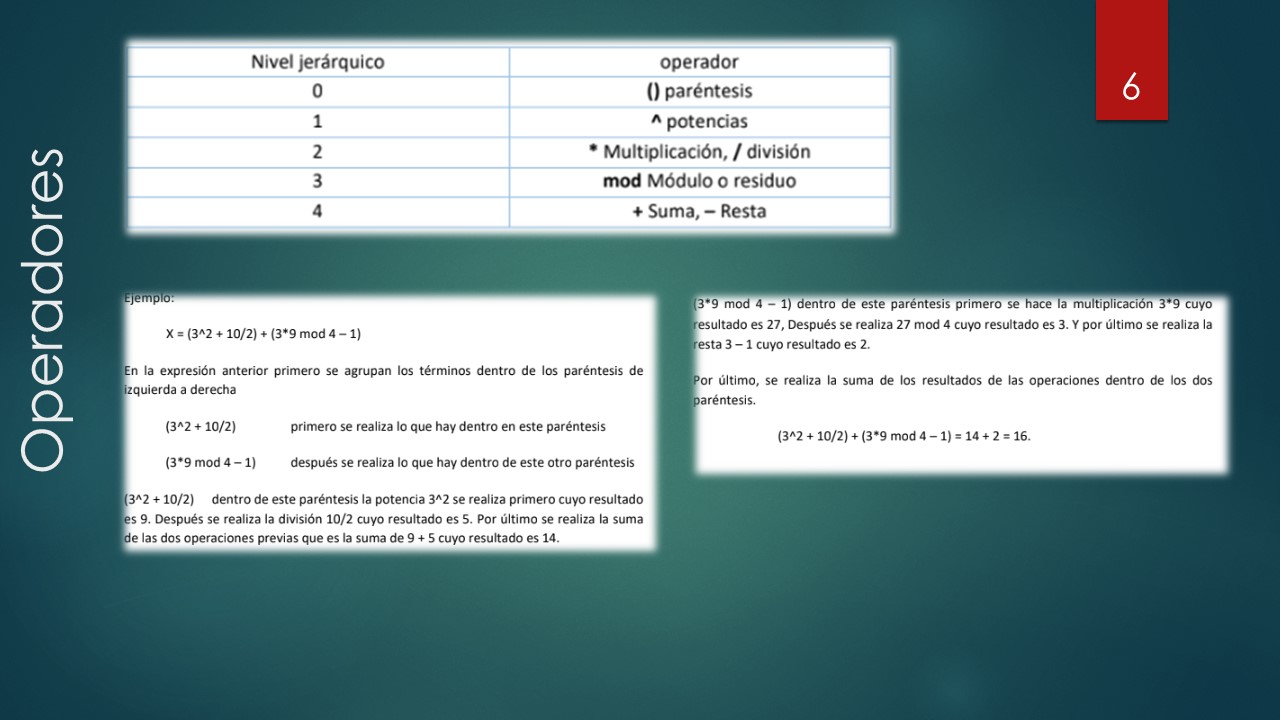 Operadores
6
Nivel jerárquico operador
0 () paréntesis
1 ^ potencias
2 * Multiplicación, / división
3 mod Módulo o residuo
4 + Suma, – Resta
Ejemplo:
X = (3^2 + 10/2) + (3*9 mod 4 – 1)
En la expresión anterior primero se agrupan los términos dentro de los paréntesis de
izquierda a derecha
(3^2 + 10/2) primero se realiza lo que hay dentro en este paréntesis
(3*9 mod 4 – 1) después se realiza lo que hay dentro de este otro paréntesis
(3^2 + 10/2) dentro de este paréntesis la potencia 3^2 se realiza primero cuyo resultado
es 9. Después se realiza la división 10/2 cuyo resultado es 5. Por último se realiza la suma
de las dos operaciones previas que es la suma de 9 + 5 cuyo resultado es 14.
(3*9 mod 4 – 1) dentro de este paréntesis primero se hace la multiplicación 3*9 cuyo
resultado es 27, Después se realiza 27 mod 4 cuyo resultado es 3. Y por último se realiza la
resta 3 – 1 cuyo resultado es 2.
Por último, se realiza la suma de los resultados de las operaciones dentro de los dos
paréntesis.
(3^2 + 10/2) + (3*9 mod 4 – 1) = 14 + 2 = 16.